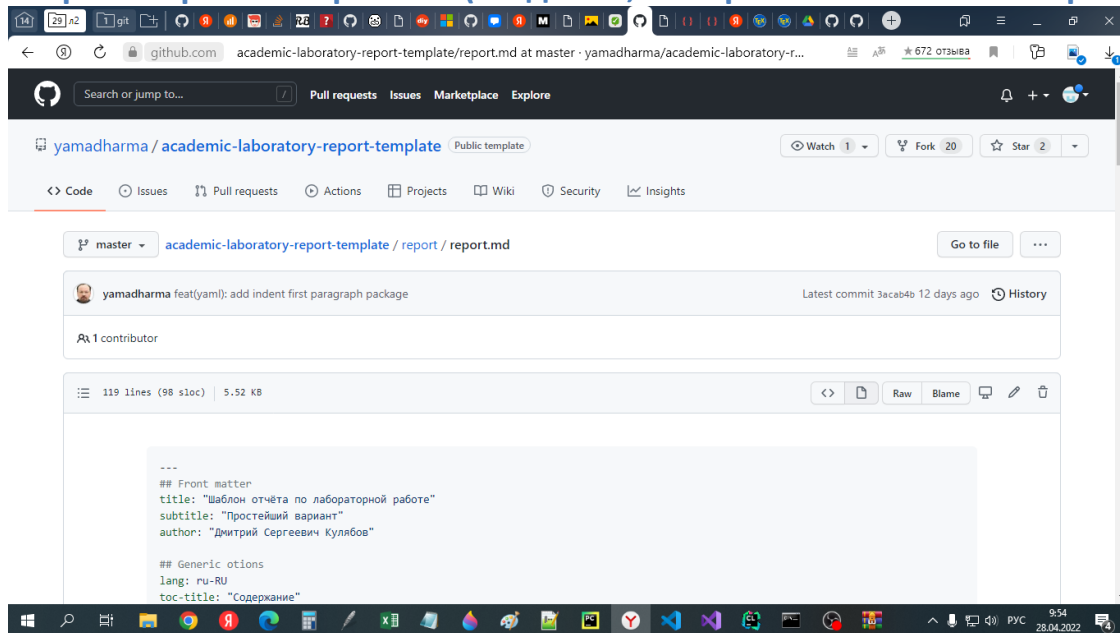 14 29 л2 1 git
github.com academic-laboratory-report-template/report.md at master · yamadharma/academic-laboratory-r... ★ 672 отзыва
Search or jump to... / Pull requests Issues Marketplace Explore
yamadharma / academic-laboratory-report-template Public template Watch 1 Fork 20 Star 2
Code Issues Pull requests Actions Projects Wiki Security Insights
master academic-laboratory-report-template / report / report.md Go to file ...
yamadharma feat(yaml): add indent first paragraph package Latest commit 3acab4b 12 days ago History
1 contributor
119 lines (98 sloc) 5.52 KB Raw Blame
---
## Front matter
title: "Шаблон отчёта по лабораторной работе"
subtitle: "Простейший вариант"
author: "Дмитрий Сергеевич Кулябов"
## Generic otions
lang: ru-RU
toc-title: "Содержание"
РУС 9:54
28.04.2022